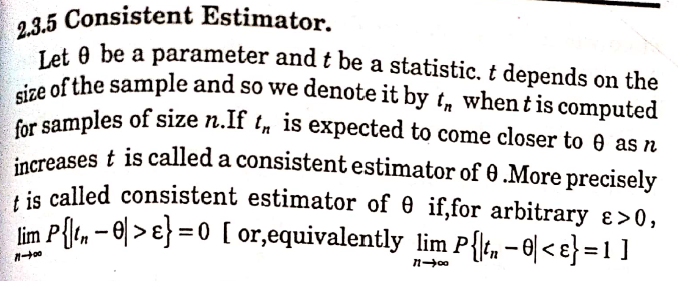 2.3.5 Consistent Estimator.
Let θ be a parameter and t be a statistic. t depends on the
size of the sample and so we denote it by tₙ when t is computed
for samples of size n.If tₙ is expected to come closer to θ as n
increases t is called a consistent estimator of θ .More precisely
t is called consistent estimator of θ if,for arbitrary ε>0,
lim P{|tₙ − θ| > ε} = 0 [ or,equivalently lim P{|tₙ − θ| < ε} = 1 ]
n→∞ n→∞